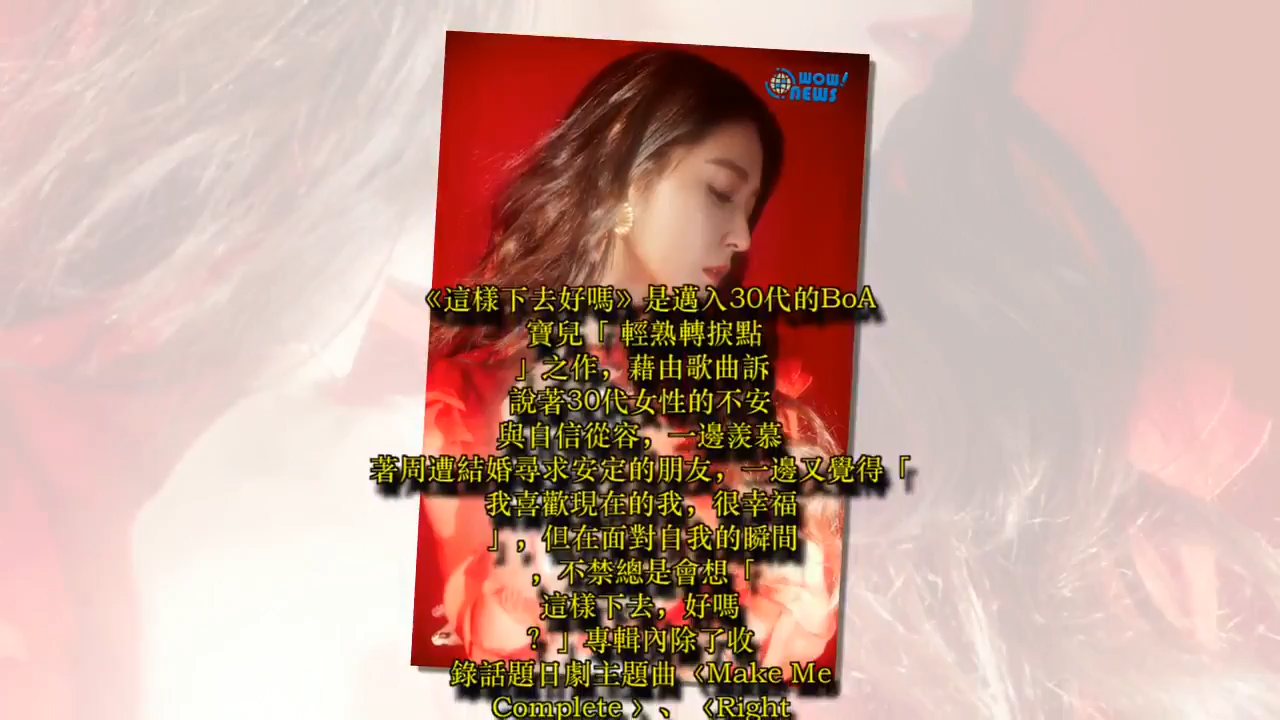 WOW!
NEWS
《這樣下去好嗎》是邁入30代的BoA
寶兒「 輕熟轉捩點
」之作，藉由歌曲訴
說著30代女性的不安
與自信從容，一邊羨慕
著周遭結婚尋求安定的朋友，一邊又覺得「
我喜歡現在的我，很幸福
」，但在面對自我的瞬間
，不禁總是會想「
這樣下去，好嗎
？」專輯內除了收
錄話題日劇主題曲〈Make Me
Complete 〉、〈Right